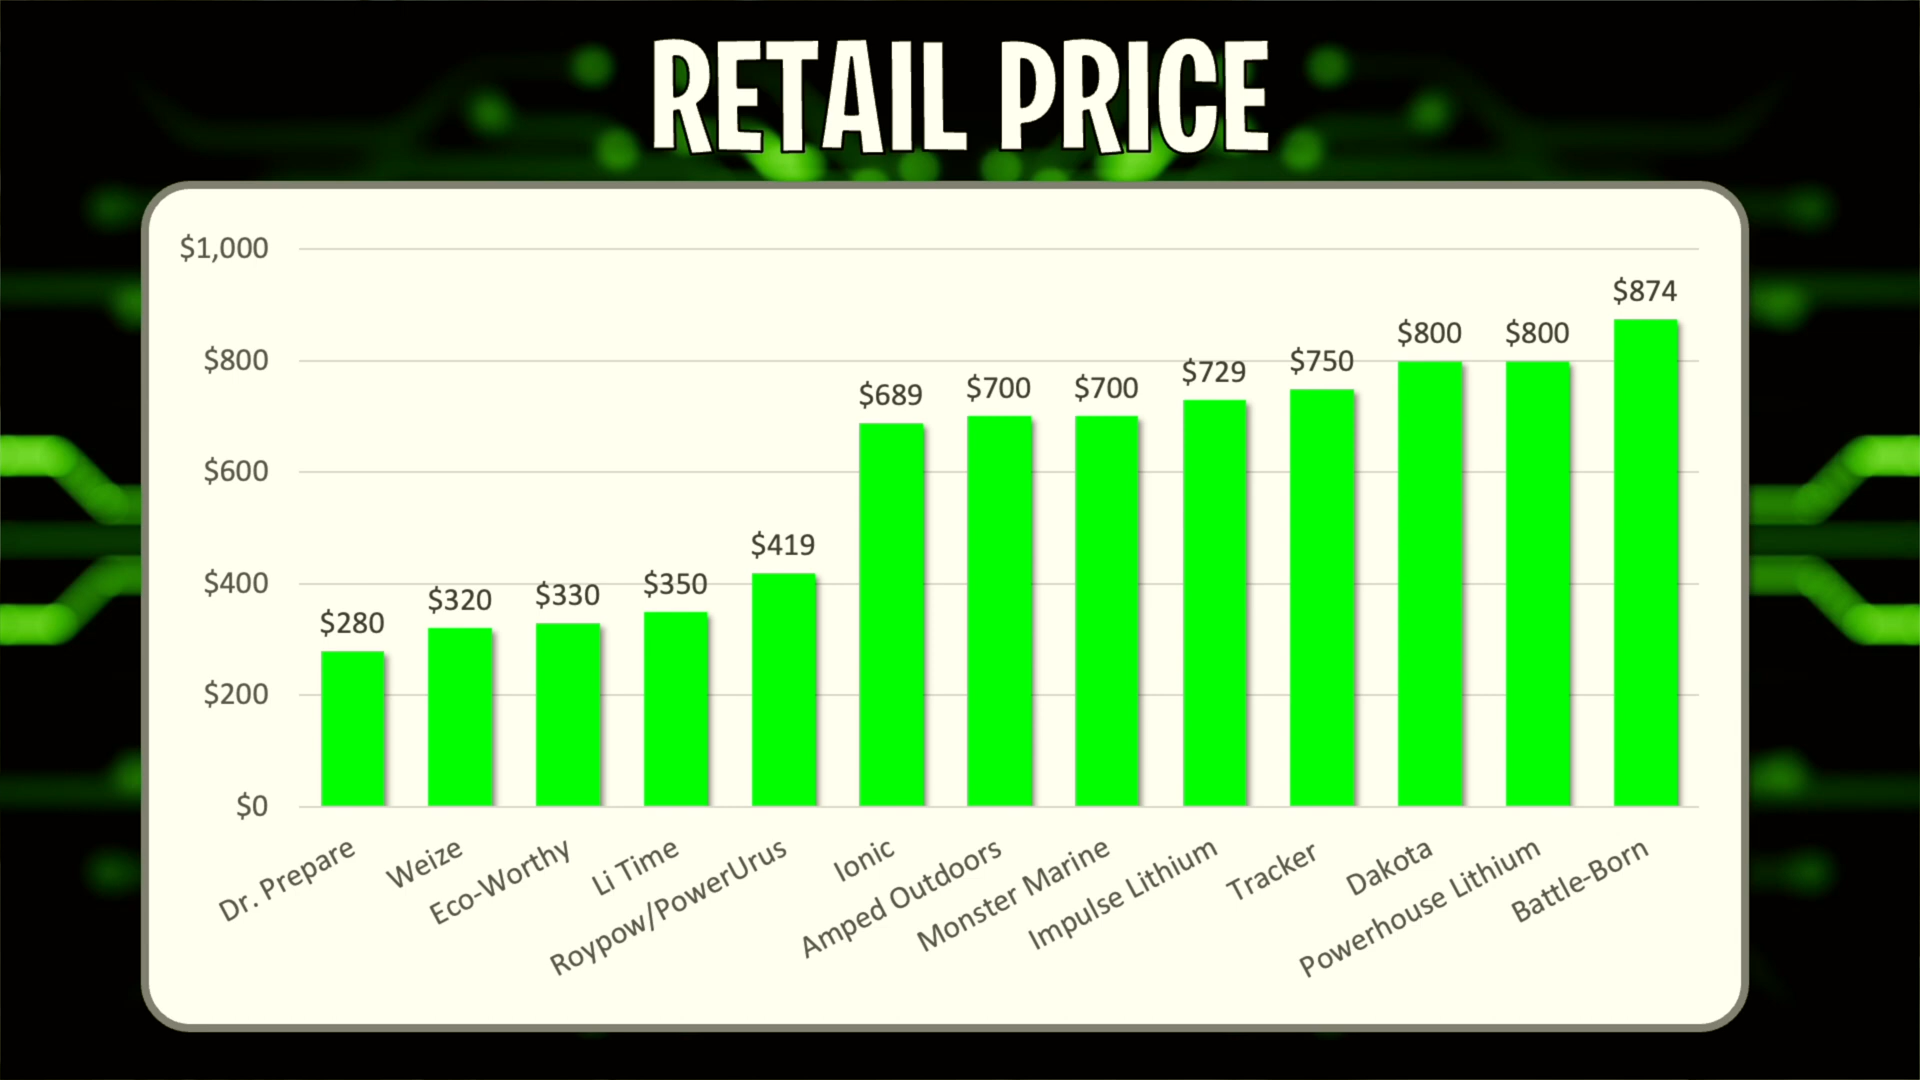 RETAIL PRICE
$1,000
$800
$600
$400
$200
$0
$280
$320
$330
$350
$419
$689
$700
$700
$729
$750
$800
$800
$874
Dr. Prepare
Weize
Eco-Worthy
Li Time
Roypow/PowerUrus
Ionic
Amped Outdoors
Monster Marine
Impulse Lithium
Tracker
Dakota
Powerhouse Lithium
Battle-Born